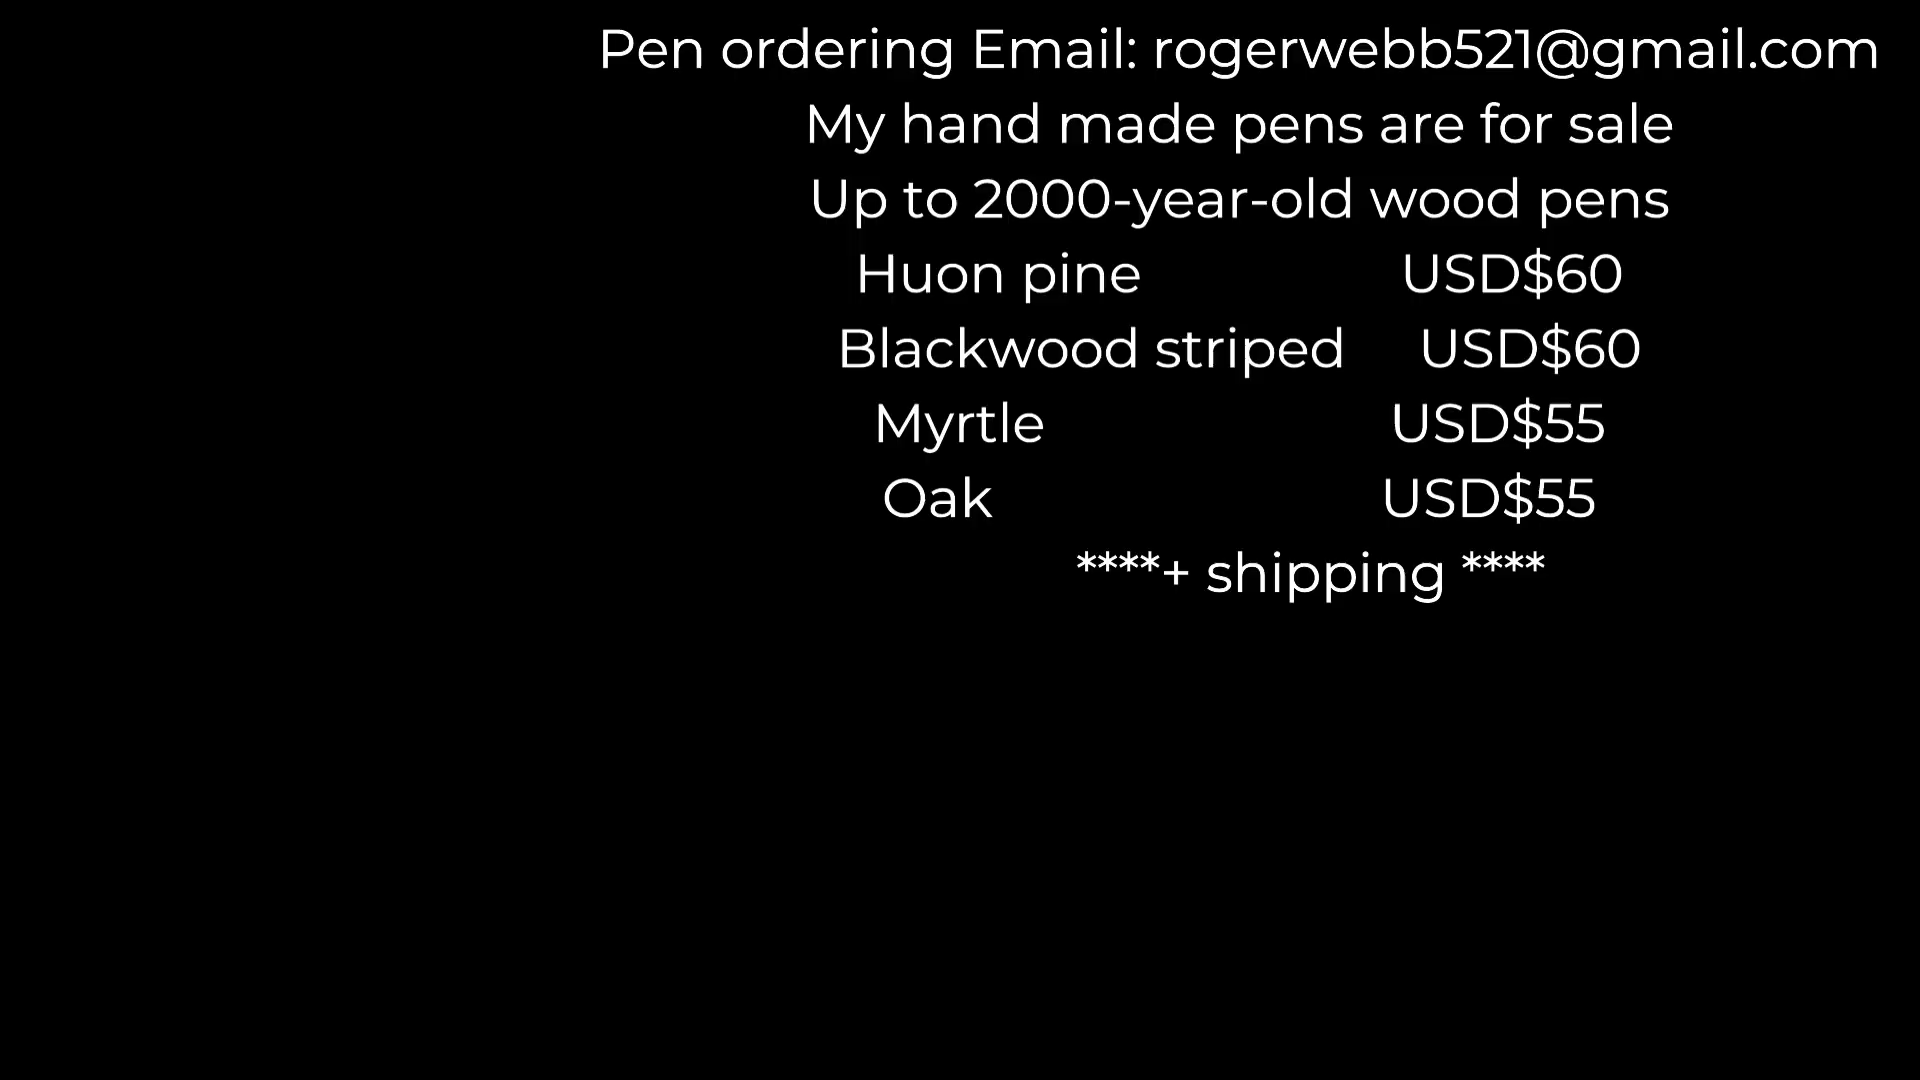 Pen ordering Email: rogerwebb521@gmail.com
My hand made pens are for sale
Up to 2000-year-old wood pens
Huon pine USD$60
Blackwood striped USD$60
Myrtle USD$55
Oak USD$55
****+ shipping ****